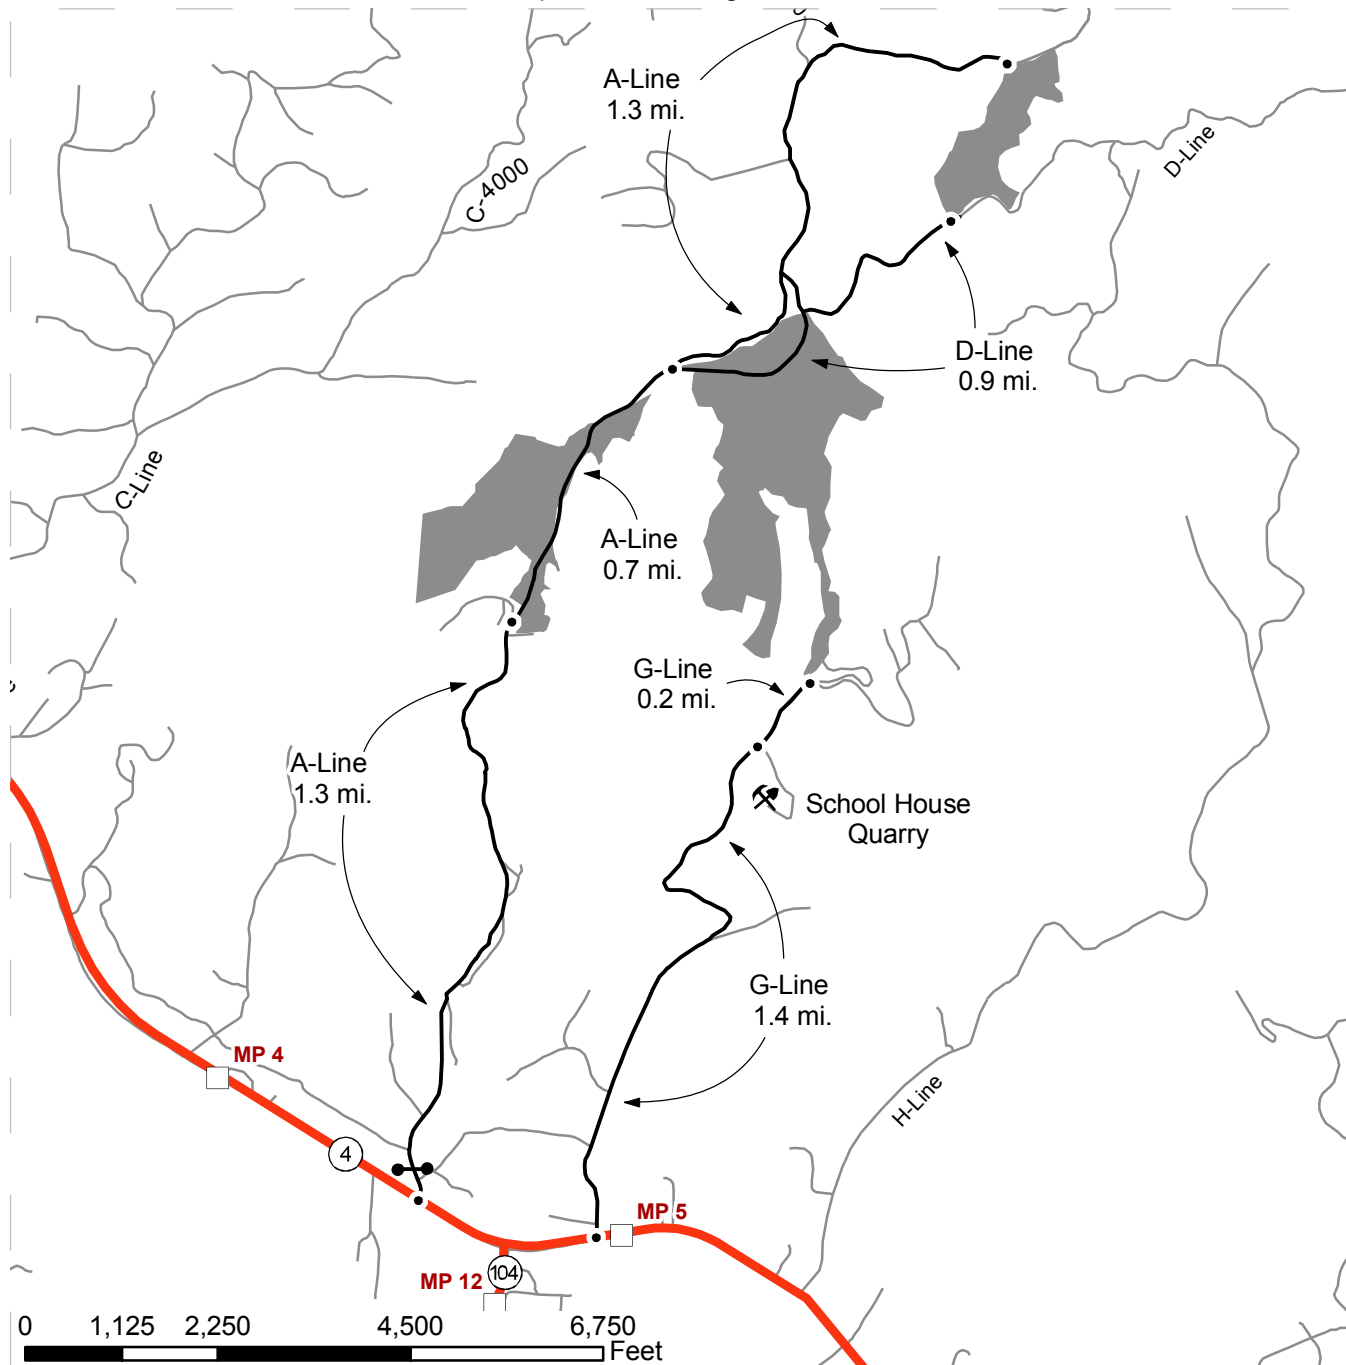 A-Line
1.3 mi.
C-4000
D-Line
D-Line
0.9 mi.
C-Line
A-Line
0.7 mi.
G-Line
0.2 mi.
A-Line
1.3 mi.
School House
Quarry
G-Line
1.4 mi.
MP 4
H-Line
4
MP 5
104
MP 12
0 1,125 2,250 4,500 6,750
Feet